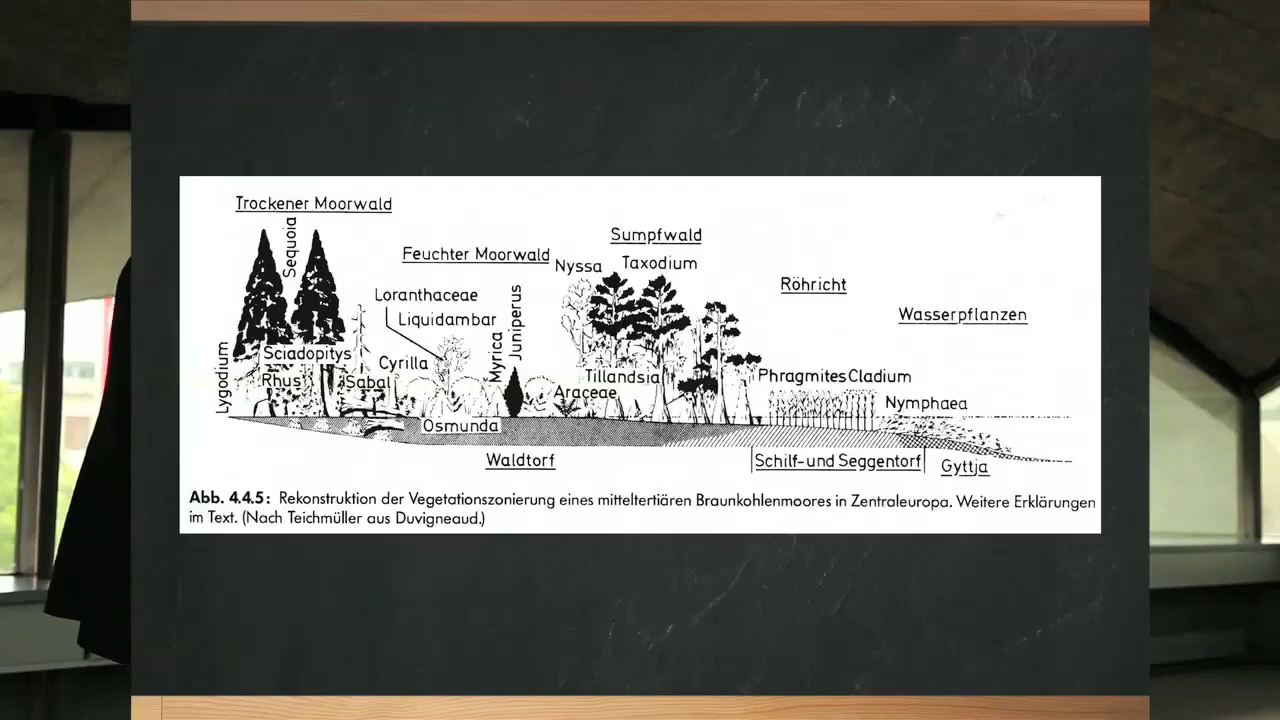 Trockener Moorwald
Sequoia
Sumpfwald
Feuchter Moorwald
Nyssa
Taxodium
Röhricht
Loranthaceae
Liquidambar
Juniperus
Wasserpflanzen
Lygodium
Sciadopitys
Cyrilla
Myrica
Rhus
Sabal
Tillandsia
Araceae
Phragmites Cladium
Nymphaea
Osmunda
Waldtorf
Schilf- und Seggentorf
Gyttja
Abb. 4.4.5: Rekonstruktion der Vegetationszonierung eines mitteltertiären Braunkohlenmoores in Zentraleuropa. Weitere Erklärungen
im Text. (Nach Teichmüller aus Duvigneaud.)